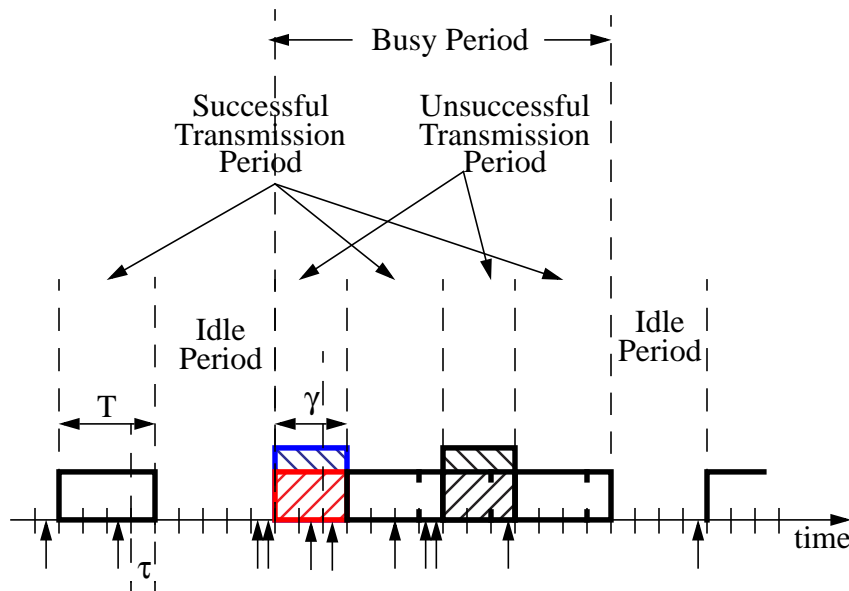 Busy Period
Successful
Transmission
Period
Unsuccessful
Transmission
Period
Idle
Period
Idle
Period
T
γ
τ
time